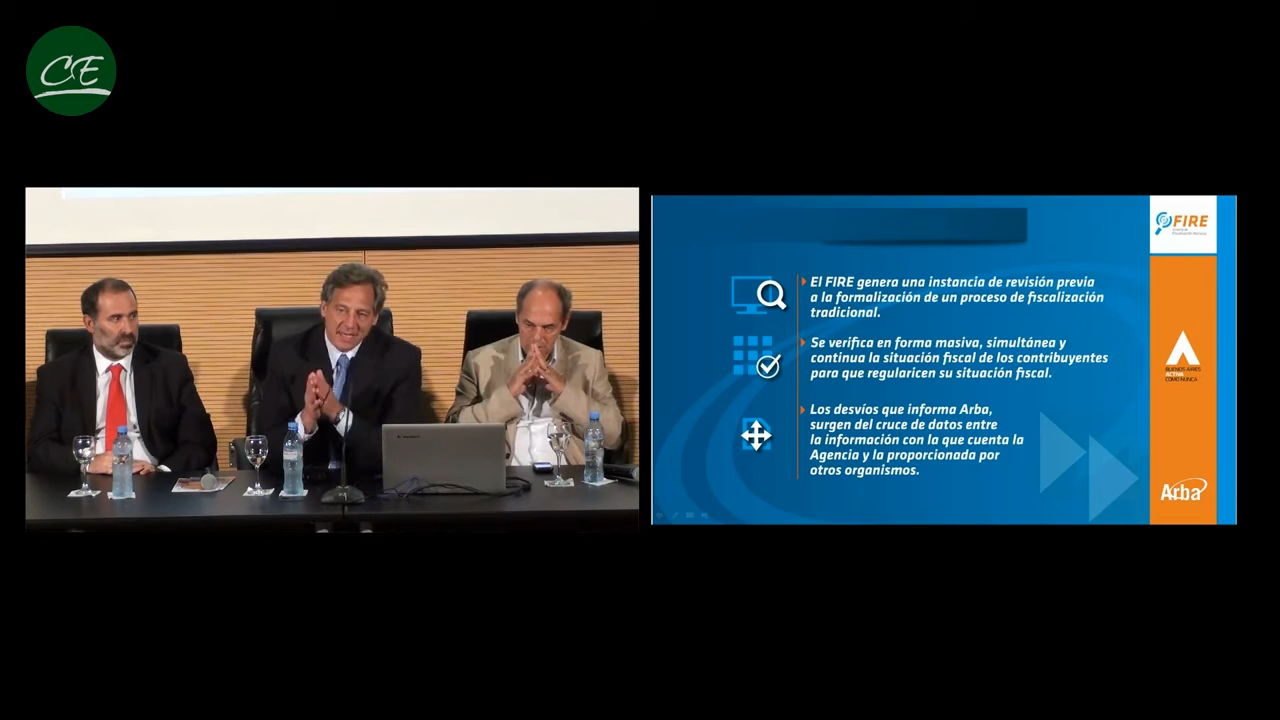 CE
FIRE
El FIRE genera una instancia de revisión previa
a la formalización de un proceso de fiscalización
tradicional.
Se verifica en forma masiva, simultánea y
continua la situación fiscal de los contribuyentes
para que regularicen su situación fiscal.
Los desvíos que informa Arba,
surgen del cruce de datos entre
la información con la que cuenta la
Agencia y la proporcionada por
otros organismos.
BUENOS AIRES
ACTIVA
COMO NUNCA
Arba